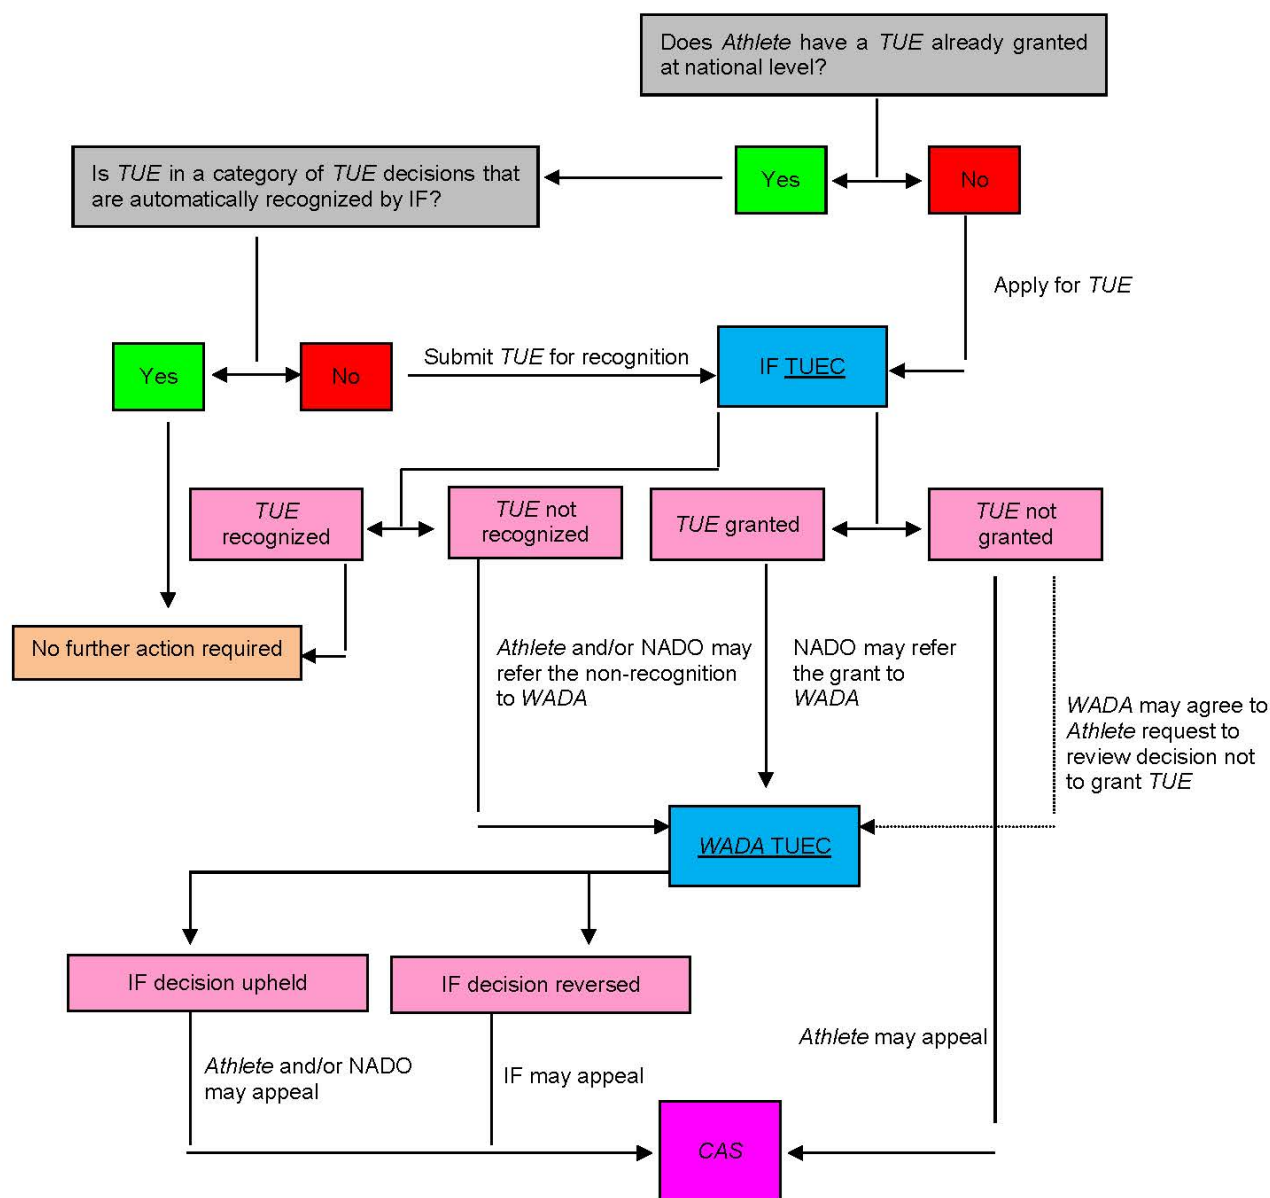 Does Athlete have a TUE already granted
at national level?
Is TUE in a category of TUE decisions that
are automatically recognized by IF?
Yes
No
Apply for TUE
Yes
No
Submit TUE for recognition
IF TUEC
TUE
recognized
TUE not
recognized
TUE granted
TUE not
granted
No further action required
Athlete and/or NADO may
refer the non-recognition
to WADA
NADO may refer
the grant to
WADA
WADA may agree to
Athlete request to
review decision not
to grant TUE
WADA TUEC
IF decision upheld
IF decision reversed
Athlete and/or NADO
may appeal
IF may appeal
Athlete may appeal
CAS